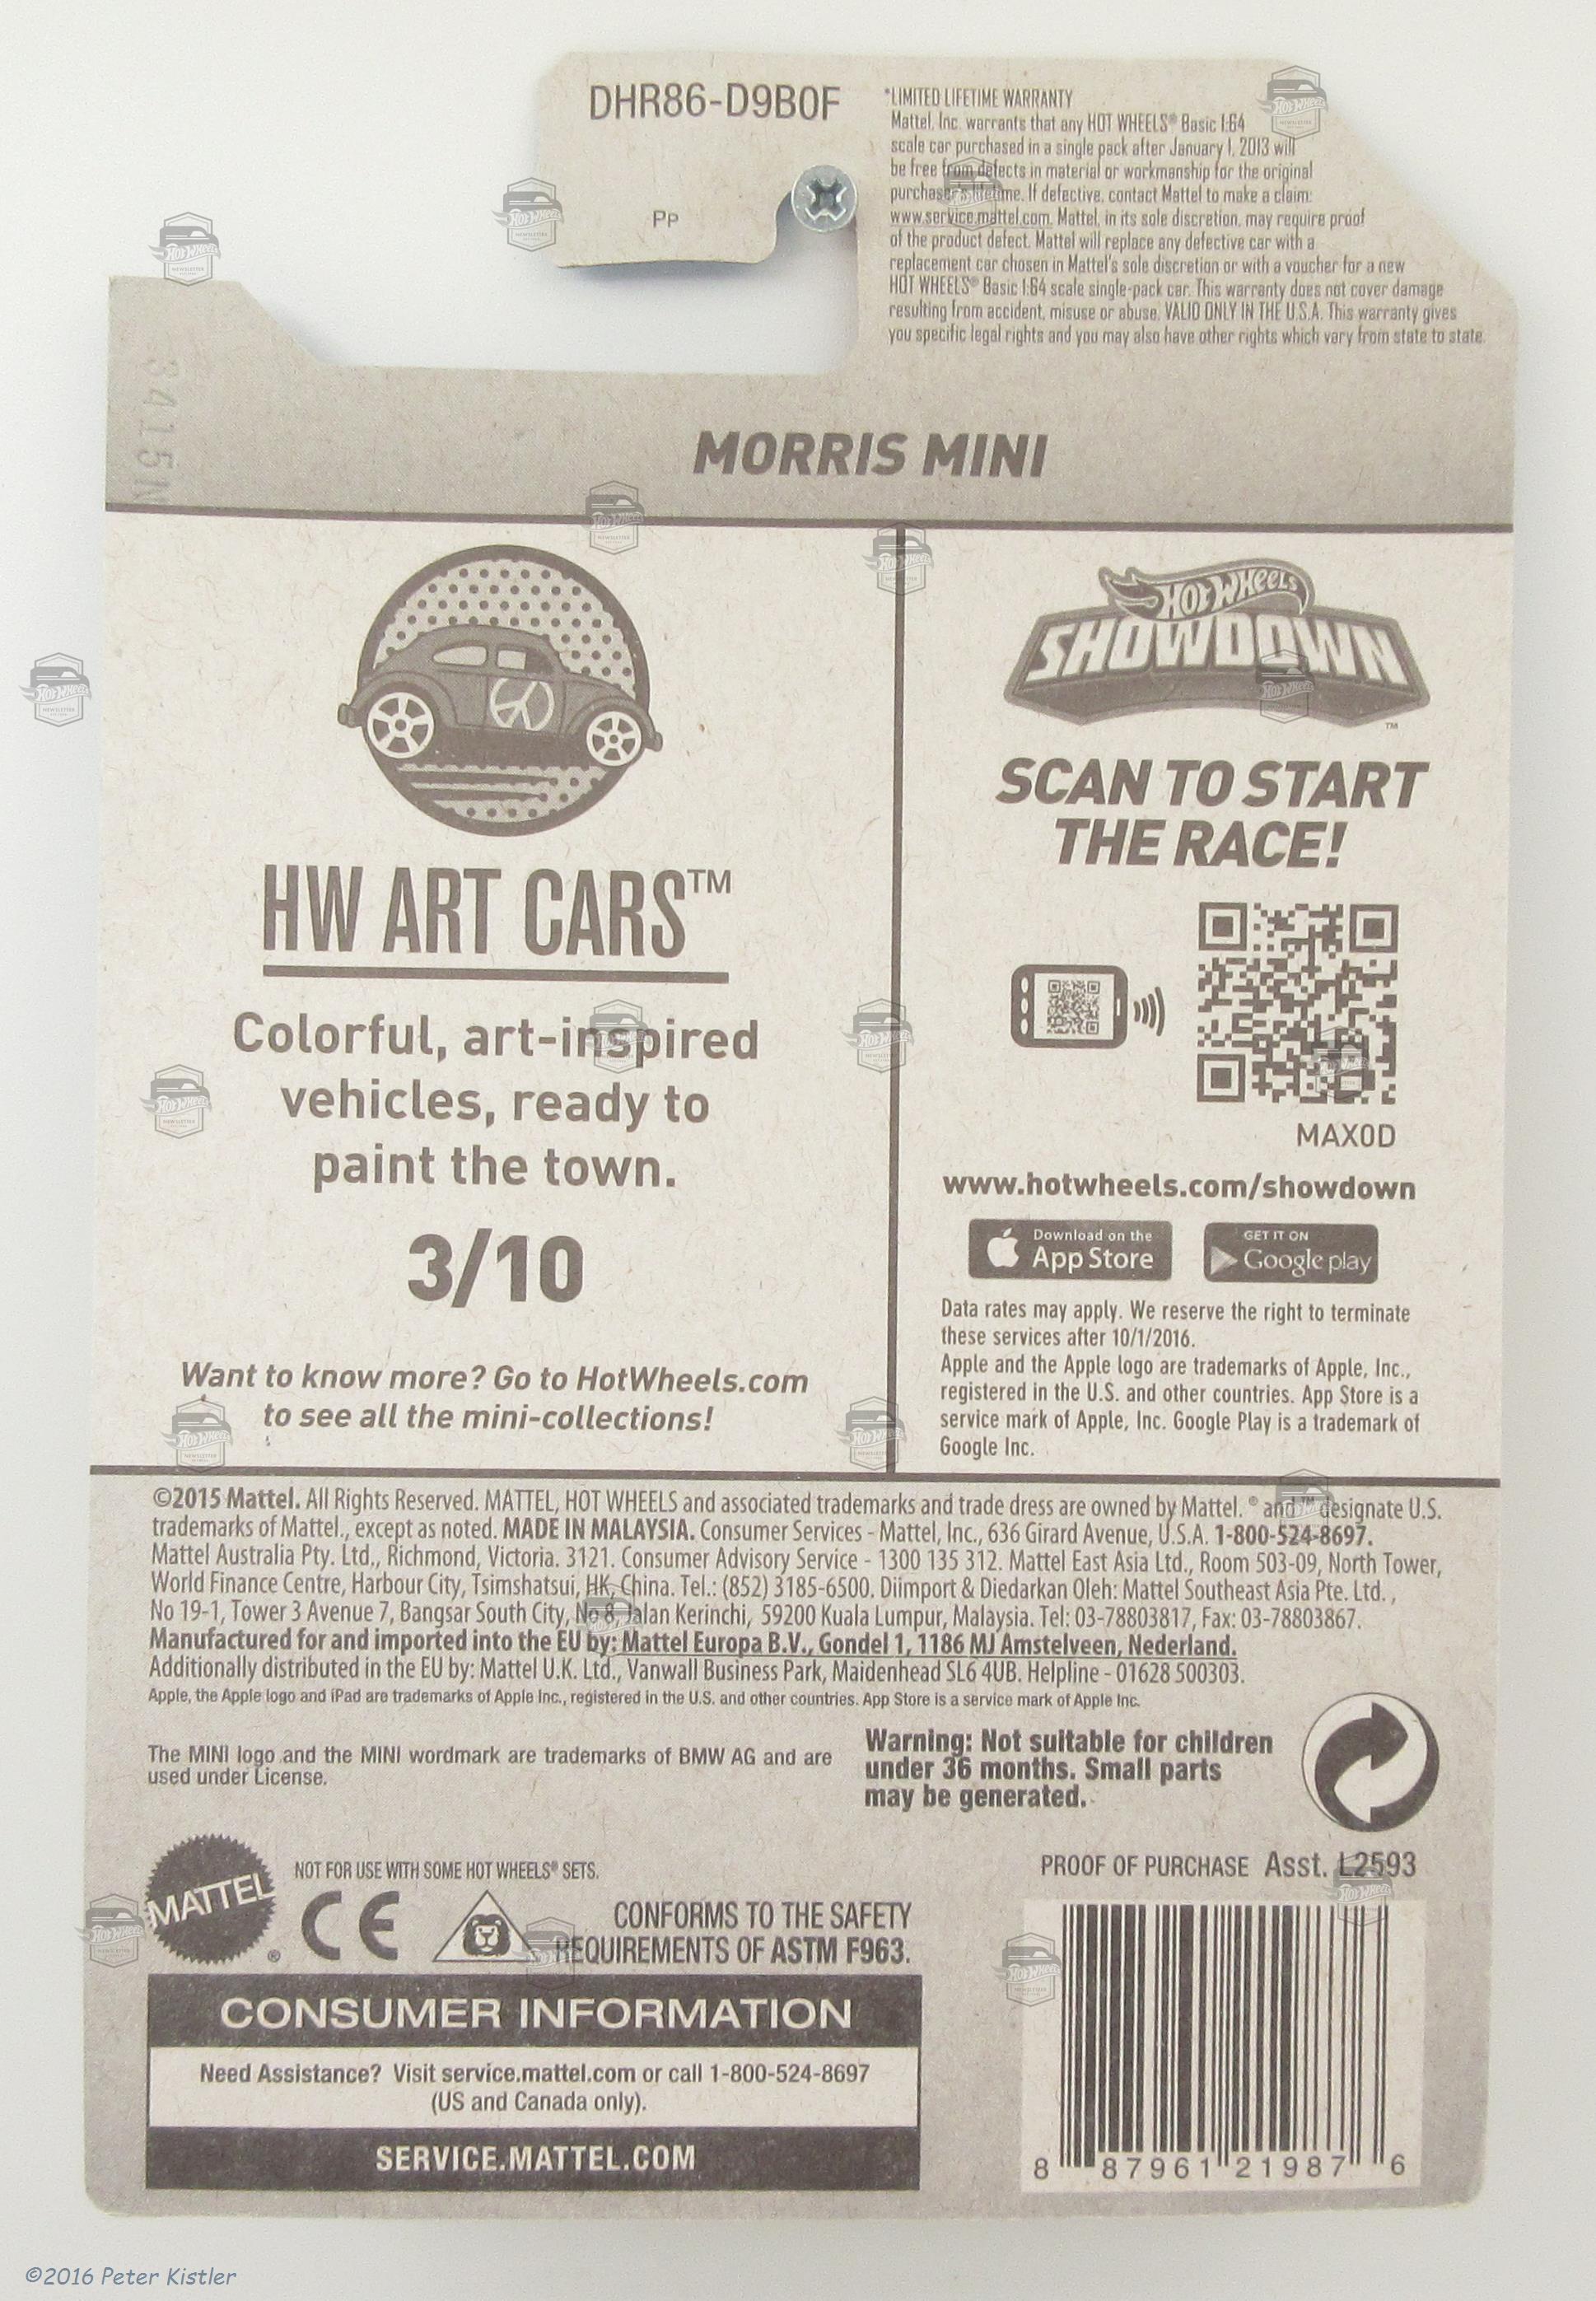 DHR86-D9B0F
Pp
*LIMITED LIFETIME WARRANTY
Mattel, Inc. warrants that any HOT WHEELS® Basic 1:64
scale car purchased in a single pack after January 1, 2013 will
be free from defects in material or workmanship for the original
purchaser's lifetime. If defective, contact Mattel to make a claim:
www.service.mattel.com. Mattel, in its sole discretion, may require proof
of the product defect. Mattel will replace any defective car with a
replacement car chosen in Mattel's sole discretion or with a voucher for a new
HOT WHEELS® Basic 1:64 scale single-pack car. This warranty does not cover damage
resulting from accident, misuse or abuse. VALID ONLY IN THE U.S.A. This warranty gives
you specific legal rights and you may also have other rights which vary from state to state.
3415N
MORRIS MINI
HW ART CARS™
Colorful, art-inspired
vehicles, ready to
paint the town.
3/10
Want to know more? Go to HotWheels.com
to see all the mini-collections!
Hot Wheels
SHOWDOWN
™
SCAN TO START
THE RACE!
MAX0D
www.hotwheels.com/showdown
Download on the
App Store
GET IT ON
Google play
Data rates may apply. We reserve the right to terminate
these services after 10/1/2016.
Apple and the Apple logo are trademarks of Apple, Inc.,
registered in the U.S. and other countries. App Store is a
service mark of Apple, Inc. Google Play is a trademark of
Google Inc.
©2015 Mattel. All Rights Reserved. MATTEL, HOT WHEELS and associated trademarks and trade dress are owned by Mattel. ® and ™ designate U.S.
trademarks of Mattel., except as noted. MADE IN MALAYSIA. Consumer Services - Mattel, Inc., 636 Girard Avenue, U.S.A. 1-800-524-8697.
Mattel Australia Pty. Ltd., Richmond, Victoria. 3121. Consumer Advisory Service - 1300 135 312. Mattel East Asia Ltd., Room 503-09, North Tower,
World Finance Centre, Harbour City, Tsimshatsui, HK, China. Tel.: (852) 3185-6500. Diimport & Diedarkan Oleh: Mattel Southeast Asia Pte. Ltd. ,
No 19-1, Tower 3 Avenue 7, Bangsar South City, No 8, Jalan Kerinchi, 59200 Kuala Lumpur, Malaysia. Tel: 03-78803817, Fax: 03-78803867.
Manufactured for and imported into the EU by: Mattel Europa B.V., Gondel 1, 1186 MJ Amstelveen, Nederland.
Additionally distributed in the EU by: Mattel U.K. Ltd., Vanwall Business Park, Maidenhead SL6 4UB. Helpline - 01628 500303.
Apple, the Apple logo and iPad are trademarks of Apple Inc., registered in the U.S. and other countries. App Store is a service mark of Apple Inc.
The MINI logo and the MINI wordmark are trademarks of BMW AG and are
used under License.
Warning: Not suitable for children
under 36 months. Small parts
may be generated.
MATTEL
®
NOT FOR USE WITH SOME HOT WHEELS® SETS.
CE
CONFORMS TO THE SAFETY
REQUIREMENTS OF ASTM F963.
PROOF OF PURCHASE Asst. L2593
CONSUMER INFORMATION
Need Assistance? Visit service.mattel.com or call 1-800-524-8697
(US and Canada only).
SERVICE.MATTEL.COM
8 87961 21987 6
©2016 Peter Kistler